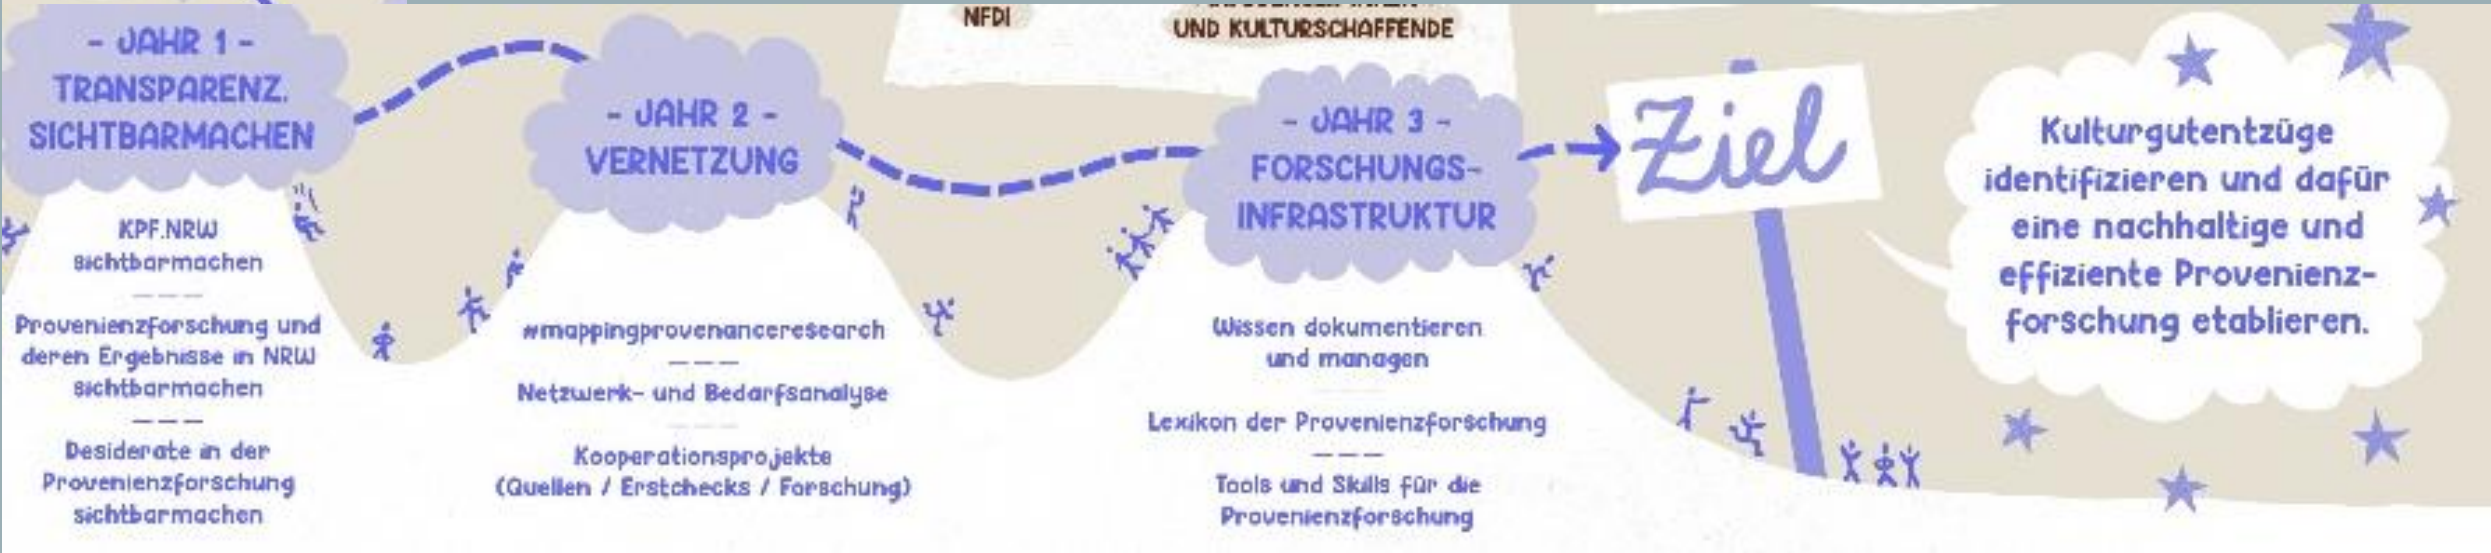 NFDI
UND KULTURSCHAFFENDE
- JAHR 1 -
TRANSPARENZ.
SICHTBARMACHEN
KPF.NRW
sichtbarmachen
Provenienzforschung und
deren Ergebnisse in NRW
sichtbarmachen
Desiderate in der
Provenienzforschung
sichtbarmachen
- JAHR 2 -
VERNETZUNG
#mappingprovenanceresearch
Netzwerk- und Bedarfsanalyse
Kooperationsprojekte
(Quellen / Erstchecks / Forschung)
- JAHR 3 -
FORSCHUNGS-
INFRASTRUKTUR
Wissen dokumentieren
und managen
Lexikon der Provenienzforschung
Tools und Skills für die
Provenienzforschung
Ziel
Kulturgutentzüge
identifizieren und dafür
eine nachhaltige und
effiziente Provenienz-
forschung etablieren.